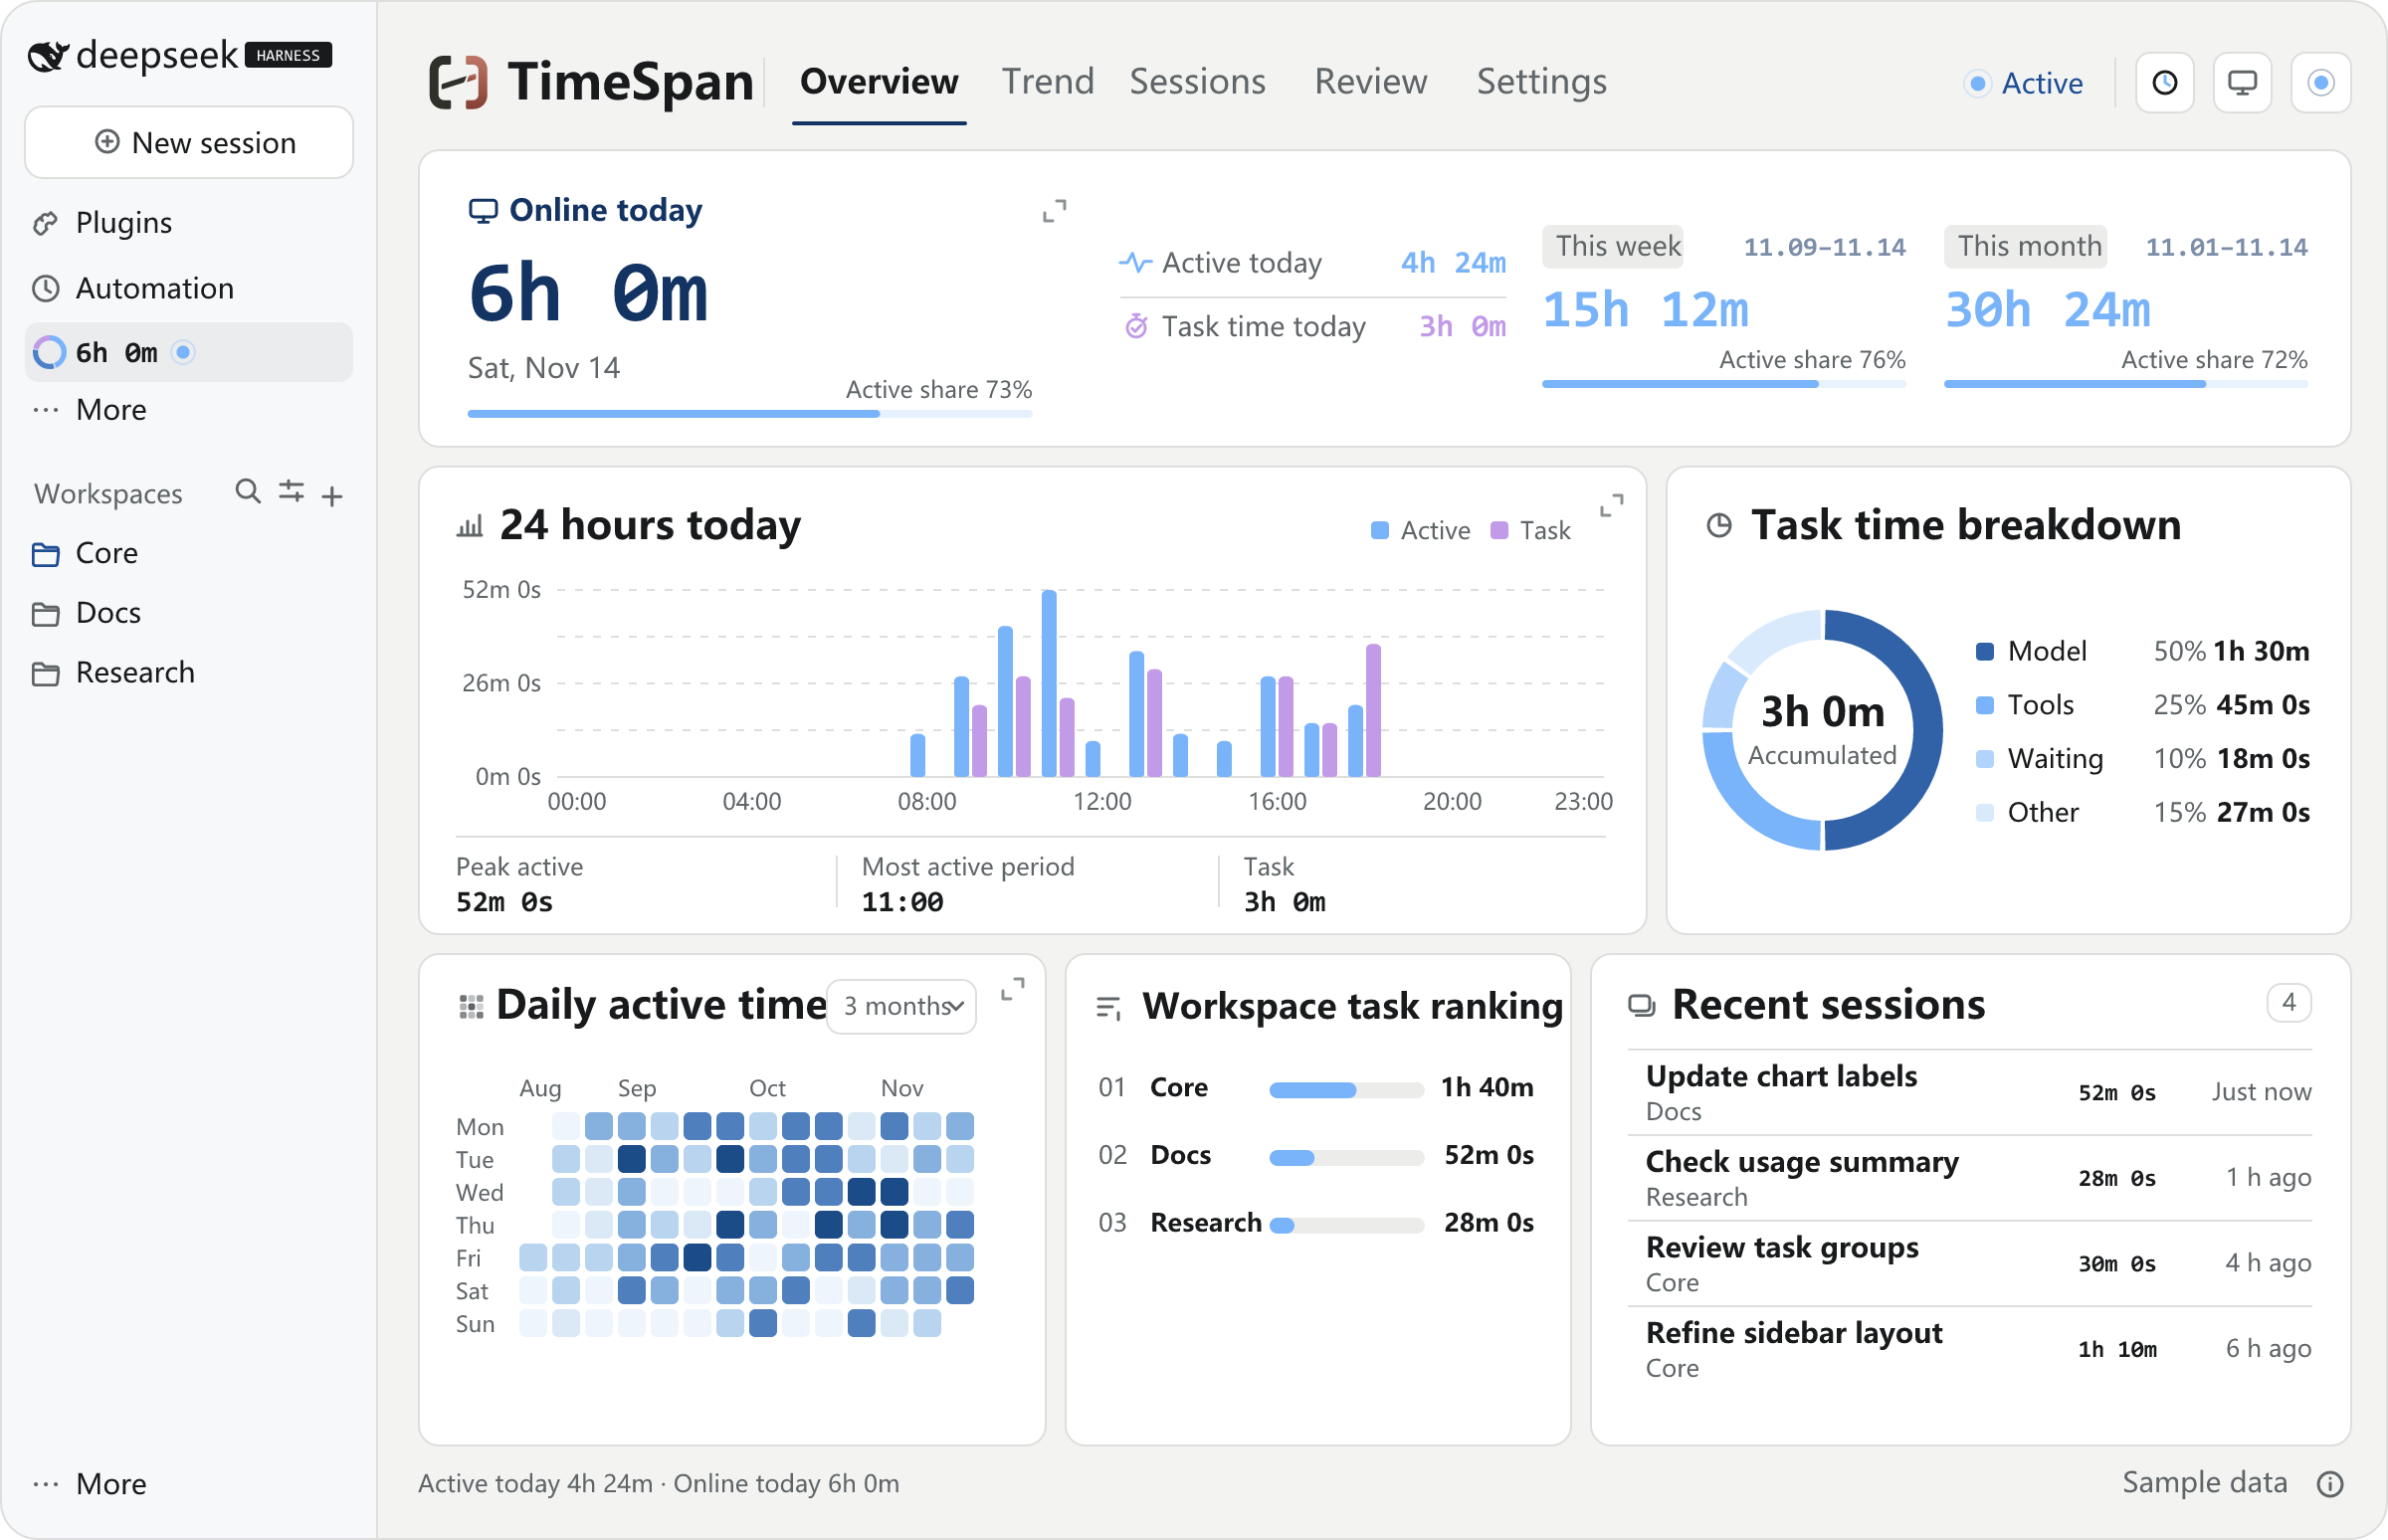 deepseek HARNESS
New session
Plugins
Automation
6h 0m
More
Workspaces
Core
Docs
Research
More
TimeSpan
Overview
Trend
Sessions
Review
Settings
Active
Online today
6h 0m
Sat, Nov 14
Active share 73%
Active today 4h 24m
Task time today 3h 0m
This week 11.09–11.14
15h 12m
Active share 76%
This month 11.01–11.14
30h 24m
Active share 72%
24 hours today
Active Task
52m 0s
26m 0s
0m 0s
00:00 04:00 08:00 12:00 16:00 20:00 23:00
Peak active
52m 0s
Most active period
11:00
Task
3h 0m
Task time breakdown
3h 0m
Accumulated
Model 50% 1h 30m
Tools 25% 45m 0s
Waiting 10% 18m 0s
Other 15% 27m 0s
Daily active time 3 months
Aug Sep Oct Nov
Mon
Tue
Wed
Thu
Fri
Sat
Sun
Workspace task ranking
01 Core 1h 40m
02 Docs 52m 0s
03 Research 28m 0s
Recent sessions 4
Update chart labels
Docs
52m 0s Just now
Check usage summary
Research
28m 0s 1 h ago
Review task groups
Core
30m 0s 4 h ago
Refine sidebar layout
Core
1h 10m 6 h ago
Active today 4h 24m · Online today 6h 0m
Sample data